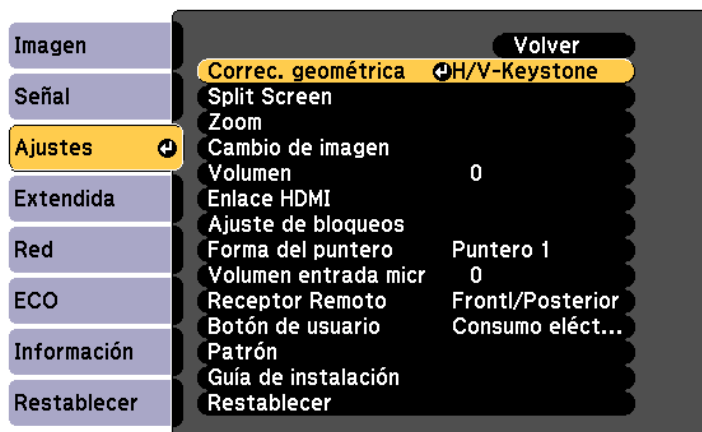 Imagen
Señal
Ajustes
Extendida
Red
ECO
Información
Restablecer
Volver
Correc. geométrica H/V-Keystone
Split Screen
Zoom
Cambio de imagen
Volumen 0
Enlace HDMI
Ajuste de bloqueos
Forma del puntero Puntero 1
Volumen entrada micr 0
Receptor Remoto Frontl/Posterior
Botón de usuario Consumo eléct...
Patrón
Guía de instalación
Restablecer